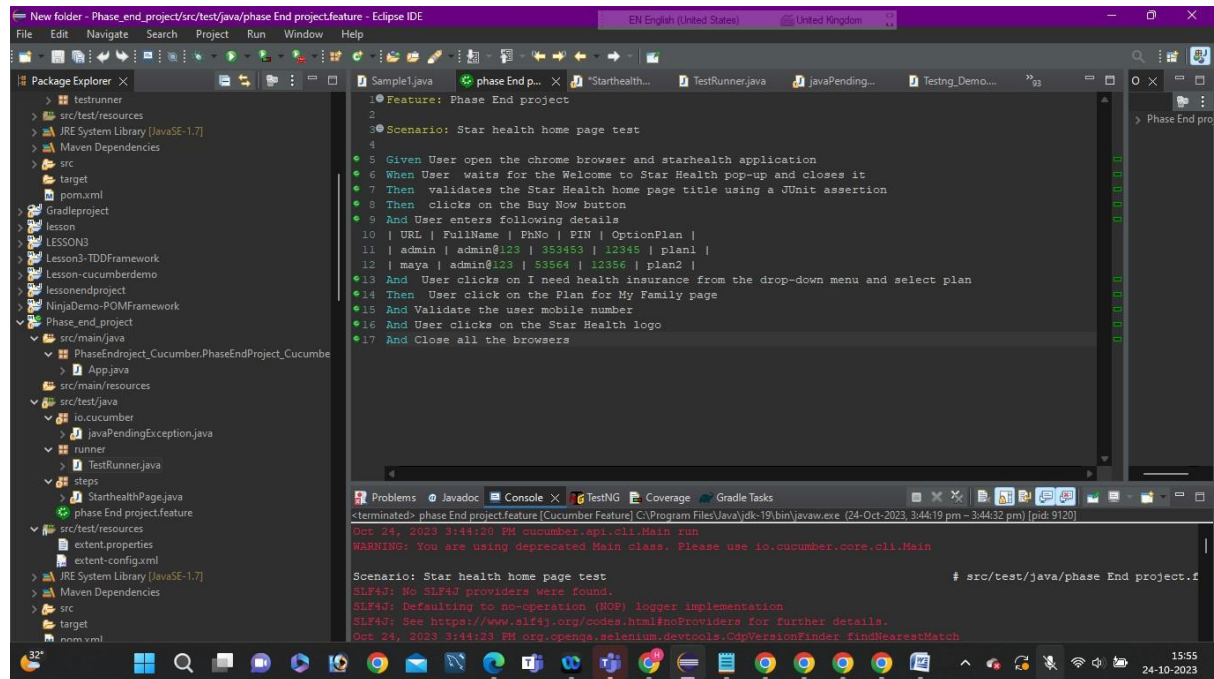 New folder - Phase_end_project/src/test/java/phase End project.feature - Eclipse IDE
EN English (United States) United Kingdom
File Edit Navigate Search Project Run Window Help
Package Explorer
Sample1.java phase End p... *Starthealth... TestRunner.java javaPending... Testng_Demo.... »93
testrunner
src/test/resources
JRE System Library [JavaSE-1.7]
Maven Dependencies
src
target
pom.xml
Gradleproject
lesson
LESSON3
Lesson3-TDDFramework
Lesson-cucumberdemo
lessonendproject
NinjaDemo-POMFramework
Phase_end_project
src/main/java
PhaseEndroject_Cucumber.PhaseEndProject_Cucumbe
App.java
src/main/resources
src/test/java
io.cucumber
javaPendingException.java
runner
TestRunner.java
steps
StarthealthPage.java
phase End project.feature
src/test/resources
extent.properties
extent-config.xml
JRE System Library [JavaSE-1.7]
Maven Dependencies
src
target
pom.xml
1 Feature: Phase End project
2
3 Scenario: Star health home page test
4
5 Given User open the chrome browser and starhealth application
6 When User waits for the Welcome to Star Health pop-up and closes it
7 Then validates the Star Health home page title using a JUnit assertion
8 Then clicks on the Buy Now button
9 And User enters following details
10 | URL | FullName | PhNo | PIN | OptionPlan |
11 | admin | admin@123 | 353453 | 12345 | plan1 |
12 | maya | admin@123 | 53564 | 12356 | plan2 |
13 And User clicks on I need health insurance from the drop-down menu and select plan
14 Then User click on the Plan for My Family page
15 And Validate the user mobile number
16 And User clicks on the Star Health logo
17 And Close all the browsers
O
Phase End pro
Problems Javadoc Console TestNG Coverage Gradle Tasks
<terminated> phase End project.feature [Cucumber Feature] C:\Program Files\Java\jdk-19\bin\javaw.exe (24-Oct-2023, 3:44:19 pm – 3:44:32 pm) [pid: 9120]
Oct 24, 2023 3:44:20 PM cucumber.api.cli.Main run
WARNING: You are using deprecated Main class. Please use io.cucumber.core.cli.Main
Scenario: Star health home page test # src/test/java/phase End project.f
SLF4J: No SLF4J providers were found.
SLF4J: Defaulting to no-operation (NOP) logger implementation
SLF4J: See https://www.slf4j.org/codes.html#noProviders for further details.
Oct 24, 2023 3:44:23 PM org.openqa.selenium.devtools.CdpVersionFinder findNearestMatch
32°
15:55
24-10-2023